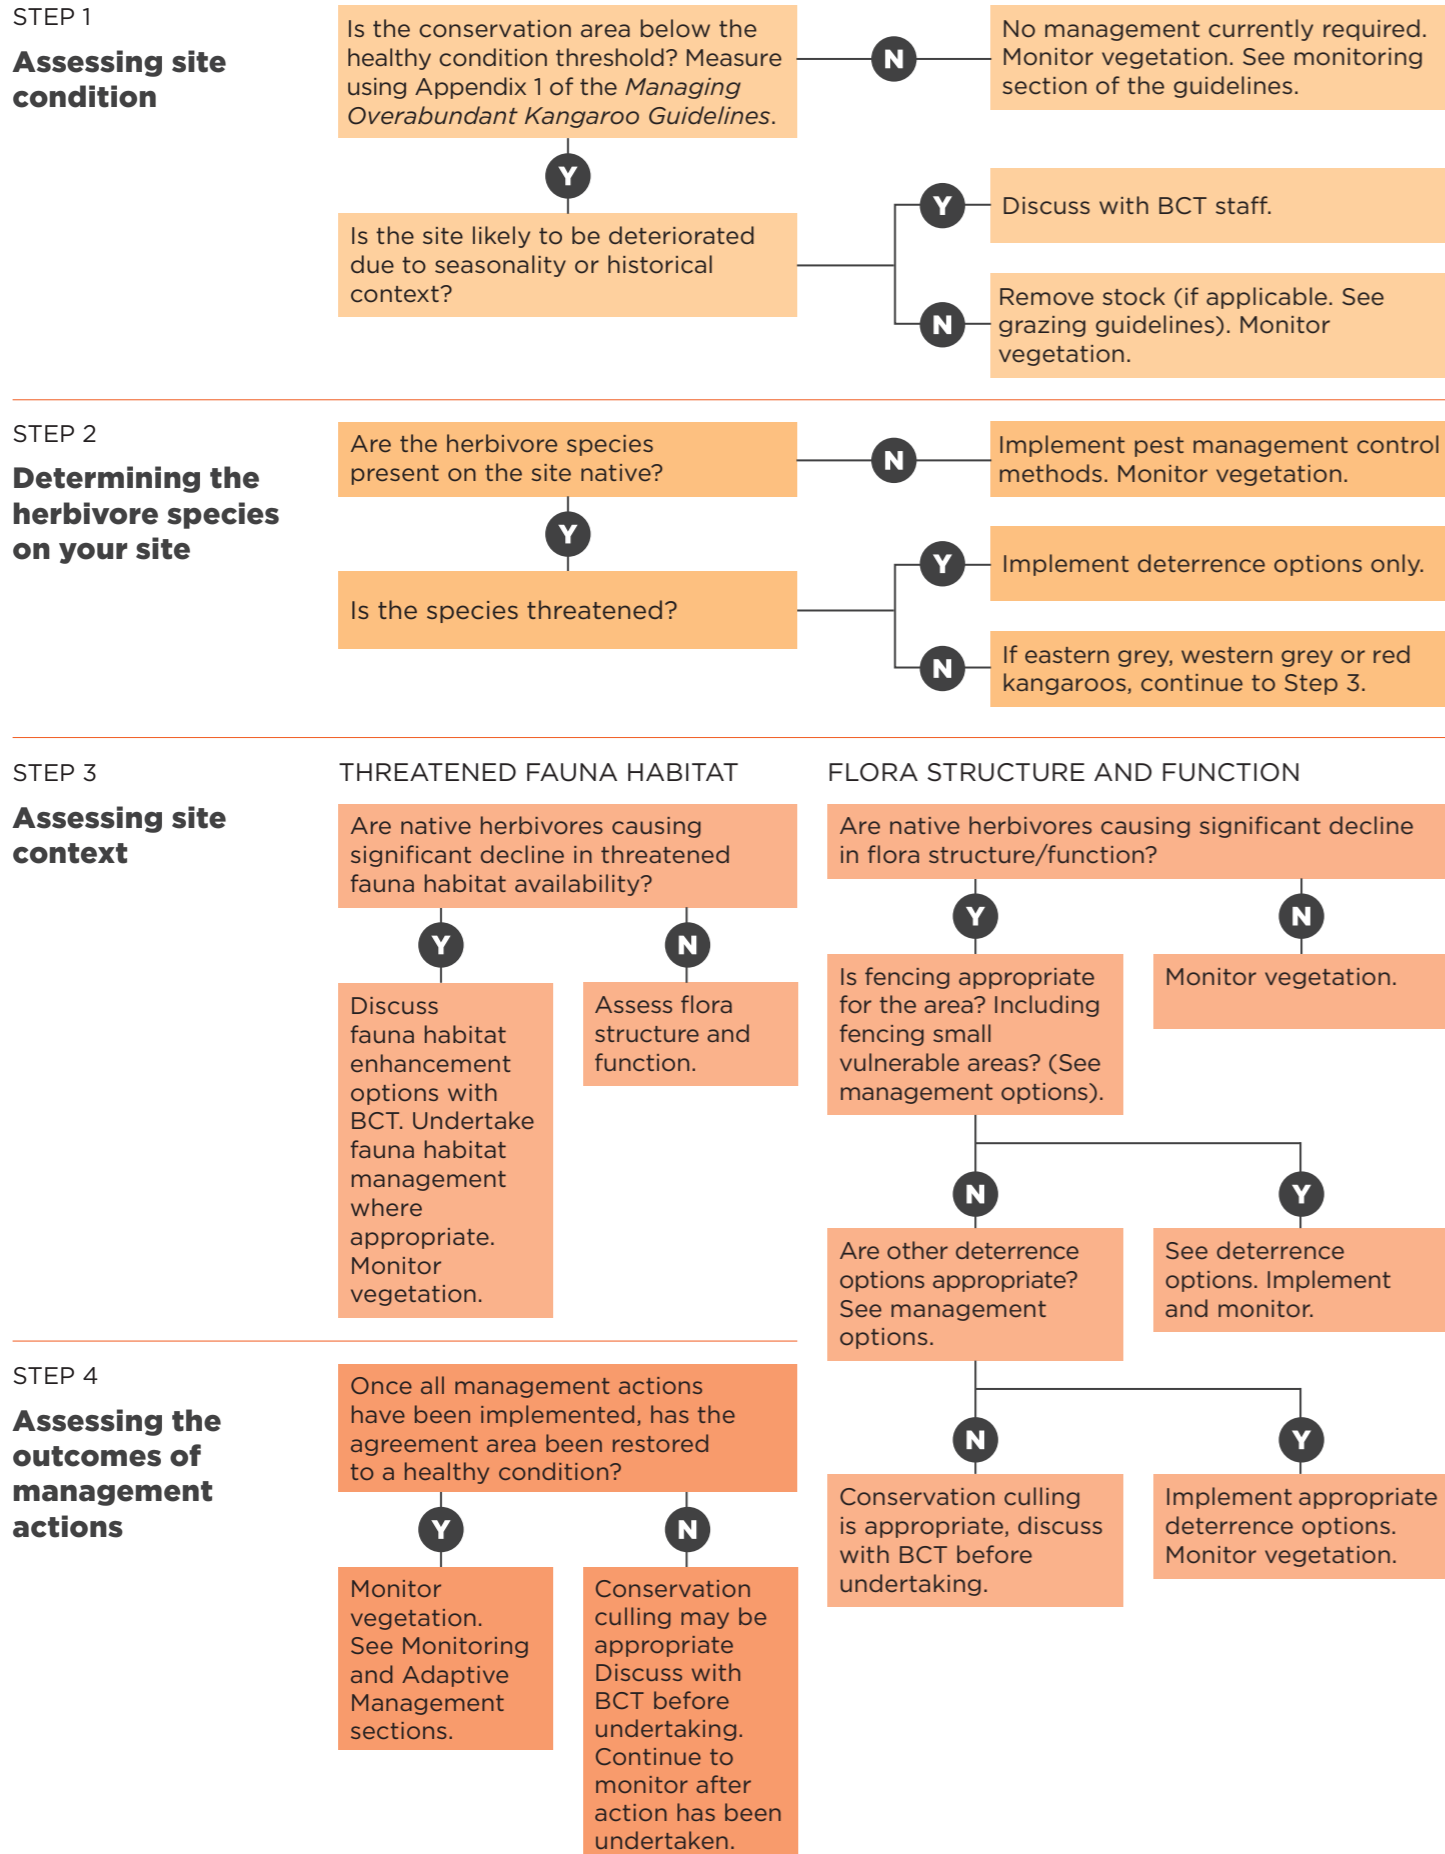 STEP 1
Assessing site
condition
Is the conservation area below the
healthy condition threshold? Measure
using Appendix 1 of the Managing
Overabundant Kangaroo Guidelines.
N
No management currently required.
Monitor vegetation. See monitoring
section of the guidelines.
Y
Is the site likely to be deteriorated
due to seasonality or historical
context?
Y
Discuss with BCT staff.
N
Remove stock (if applicable. See
grazing guidelines). Monitor
vegetation.
STEP 2
Determining the
herbivore species
on your site
Are the herbivore species
present on the site native?
N
Implement pest management control
methods. Monitor vegetation.
Y
Is the species threatened?
Y
Implement deterrence options only.
N
If eastern grey, western grey or red
kangaroos, continue to Step 3.
STEP 3
Assessing site
context
THREATENED FAUNA HABITAT
Are native herbivores causing
significant decline in threatened
fauna habitat availability?
Y
Discuss
fauna habitat
enhancement
options with
BCT. Undertake
fauna habitat
management
where
appropriate.
Monitor
vegetation.
N
Assess flora
structure and
function.
FLORA STRUCTURE AND FUNCTION
Are native herbivores causing significant decline
in flora structure/function?
Y
Is fencing appropriate
for the area? Including
fencing small
vulnerable areas? (See
management options).
N
Monitor vegetation.
N
Are other deterrence
options appropriate?
See management
options.
Y
See deterrence
options. Implement
and monitor.
N
Conservation culling
is appropriate, discuss
with BCT before
undertaking.
Y
Implement appropriate
deterrence options.
Monitor vegetation.
STEP 4
Assessing the
outcomes of
management
actions
Once all management actions
have been implemented, has the
agreement area been restored
to a healthy condition?
Y
Monitor
vegetation.
See Monitoring
and Adaptive
Management
sections.
N
Conservation
culling may be
appropriate
Discuss with
BCT before
undertaking.
Continue to
monitor after
action has been
undertaken.